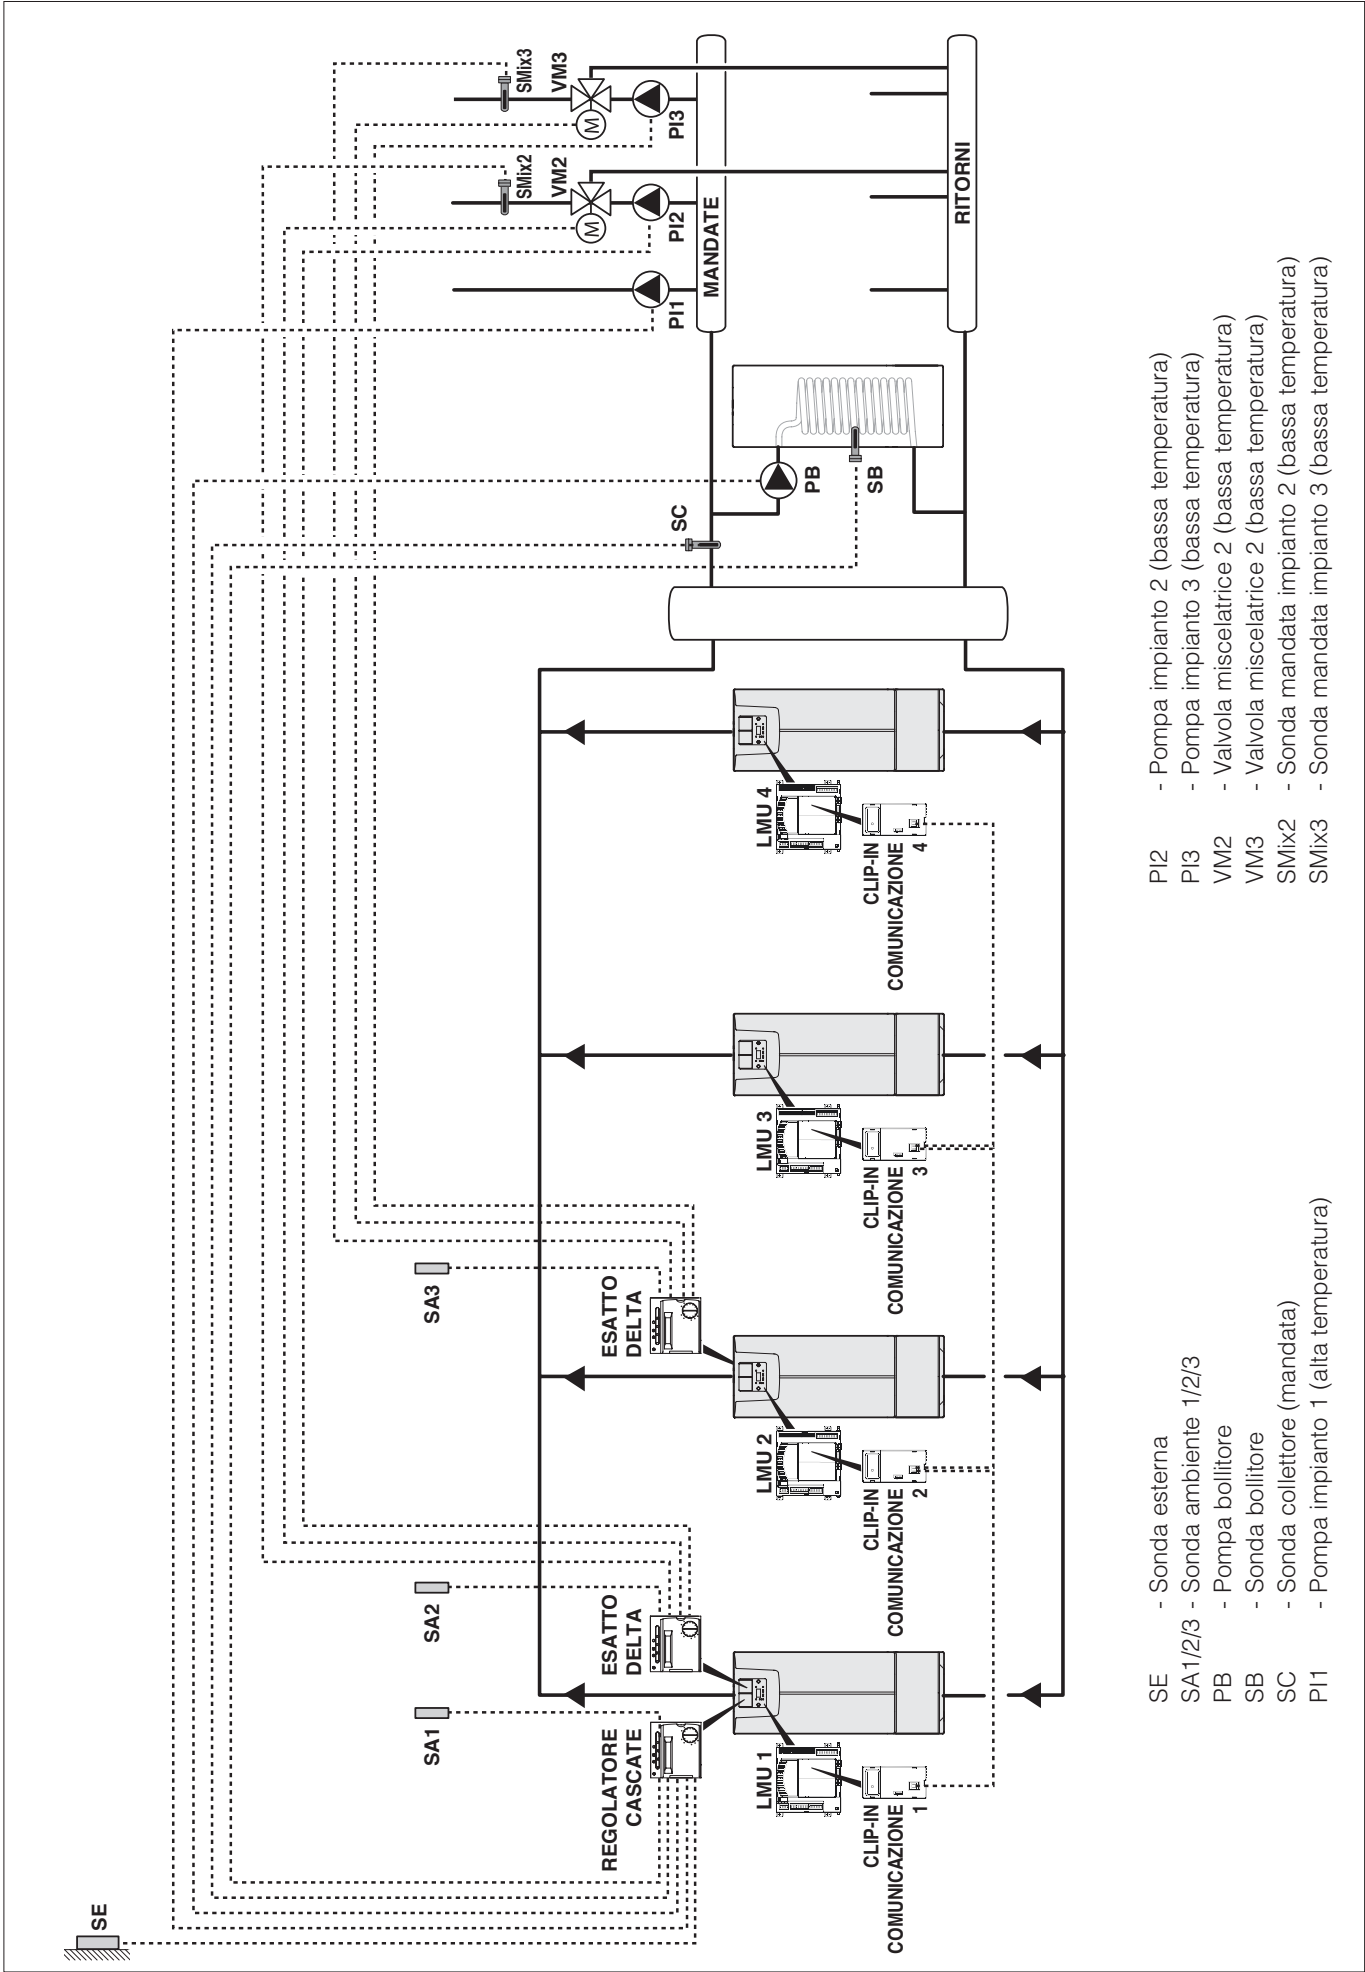 SE
SA1
SA2
SA3
REGOLATORE
CASCATE
ESATTO
DELTA
ESATTO
DELTA
LMU 1
LMU 2
LMU 3
LMU 4
CLIP-IN
COMUNICAZIONE
1
CLIP-IN
COMUNICAZIONE
2
CLIP-IN
COMUNICAZIONE
3
CLIP-IN
COMUNICAZIONE
4
SC
PB
SB
PI1
PI2
PI3
M
M
VM2
VM3
SMix2
SMix3
MANDATE
RITORNI
SE - Sonda esterna
SA1/2/3 - Sonda ambiente 1/2/3
PB - Pompa bollitore
SB - Sonda bollitore
SC - Sonda collettore (mandata)
PI1 - Pompa impianto 1 (alta temperatura)
PI2 - Pompa impianto 2 (bassa temperatura)
PI3 - Pompa impianto 3 (bassa temperatura)
VM2 - Valvola miscelatrice 2 (bassa temperatura)
VM3 - Valvola miscelatrice 2 (bassa temperatura)
SMix2 - Sonda mandata impianto 2 (bassa temperatura)
SMix3 - Sonda mandata impianto 3 (bassa temperatura)